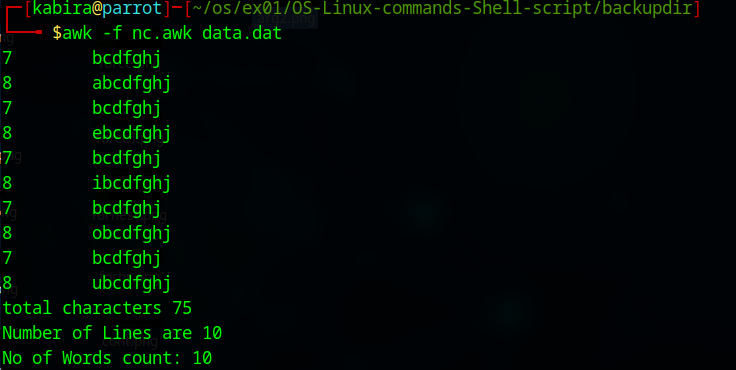 ┌─[kabira@parrot]─[~/os/ex01/OS-Linux-commands-Shell-script/backupdir]
└──╼ $awk -f nc.awk data.dat
7 bcdfghj
8 abcdfghj
7 bcdfghj
8 ebcdfghj
7 bcdfghj
8 ibcdfghj
7 bcdfghj
8 obcdfghj
7 bcdfghj
8 ubcdfghj
total characters 75
Number of Lines are 10
No of Words count: 10